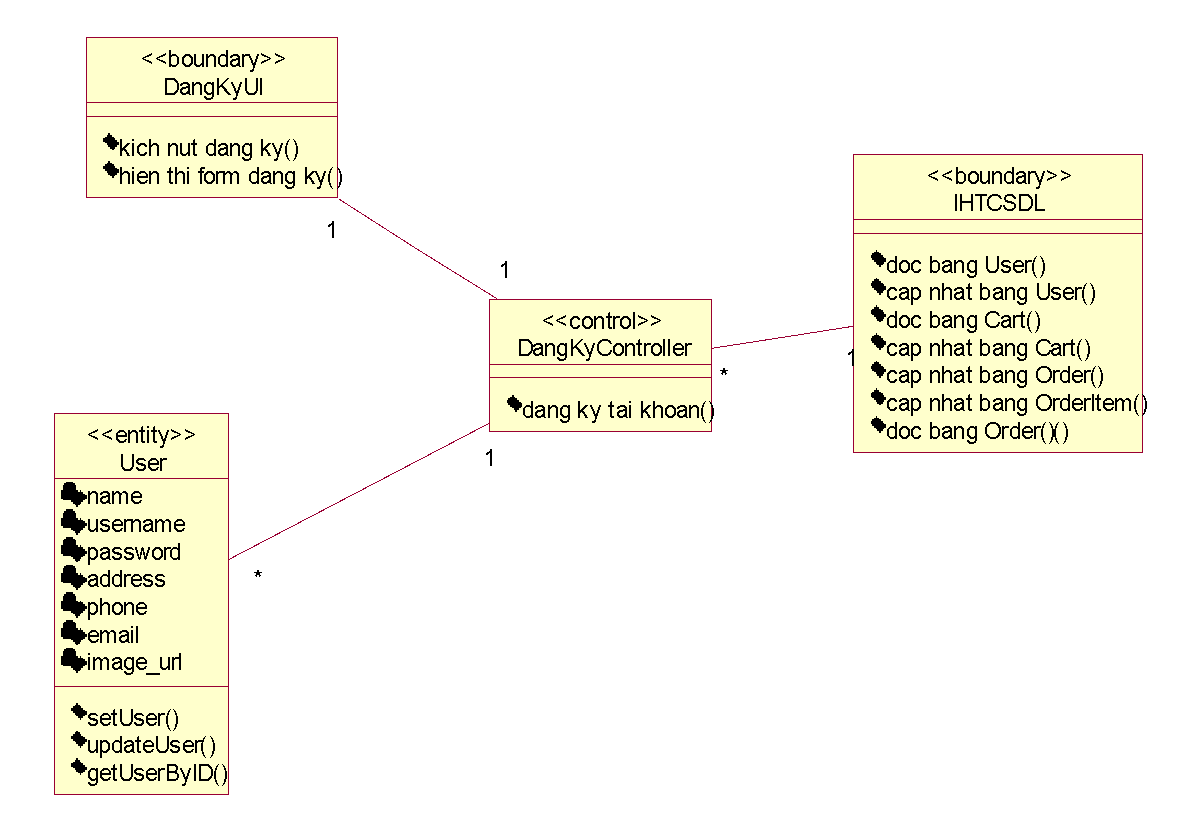 <<boundary>>
DangKyUI
kich nut dang ky()
hien thi form dang ky()
1
1
<<control>>
DangKyController
dang ky tai khoan()
*
1
<<boundary>>
IHTCSDL
doc bang User()
cap nhat bang User()
doc bang Cart()
cap nhat bang Cart()
cap nhat bang Order()
cap nhat bang OrderItem()
doc bang Order()()
1
*
<<entity>>
User
name
username
password
address
phone
email
image_url
setUser()
updateUser()
getUserByID()